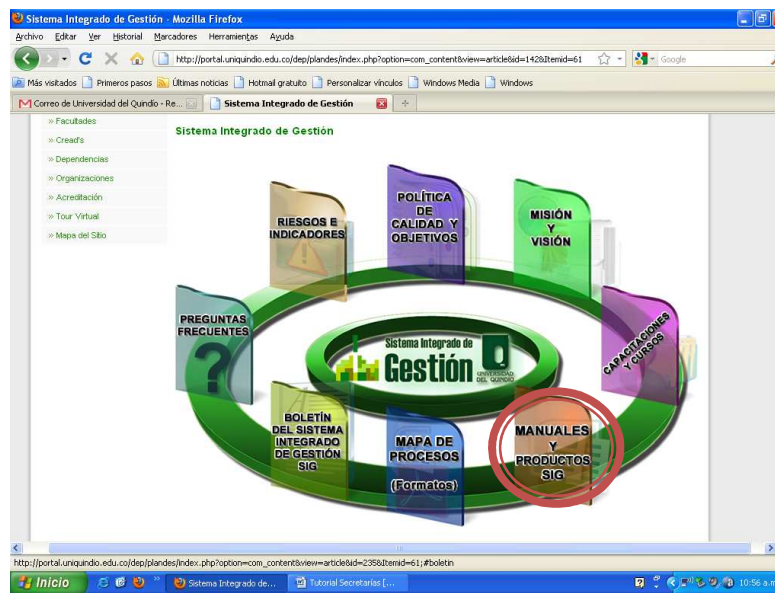 Sistema Integrado de Gestión - Mozilla Firefox
Archivo Editar Ver Historial Marcadores Herramientas Ayuda
http://portal.uniquindio.edu.co/dep/plandes/index.php?option=com_content&view=article&id=142&Itemid=61
Google
Más visitados Primeros pasos Últimas noticias Hotmail gratuito Personalizar vínculos Windows Media Windows
Correo de Universidad del Quindío - Re... Sistema Integrado de Gestión
» Facultades
» Cread's
» Dependencias
» Organizaciones
» Acreditación
» Tour Virtual
» Mapa del Sitio
Sistema Integrado de Gestión
RIESGOS E
INDICADORES
POLÍTICA
DE
CALIDAD Y
OBJETIVOS
MISIÓN
Y
VISIÓN
PREGUNTAS
FRECUENTES
?
Sistema Integrado de
Gestión
UNIVERSIDAD
DEL QUINDÍO
CAPACITACIONES
Y CURSOS
BOLETÍN
DEL SISTEMA
INTEGRADO
DE GESTIÓN
SIG
MAPA DE
PROCESOS
(Formatos)
MANUALES
Y
PRODUCTOS
SIG
http://portal.uniquindio.edu.co/dep/plandes/index.php?option=com_content&view=article&id=235&Itemid=61;#boletin
Inicio
Sistema Integrado de...
Tutorial Secretarias [...
10:56 a.m